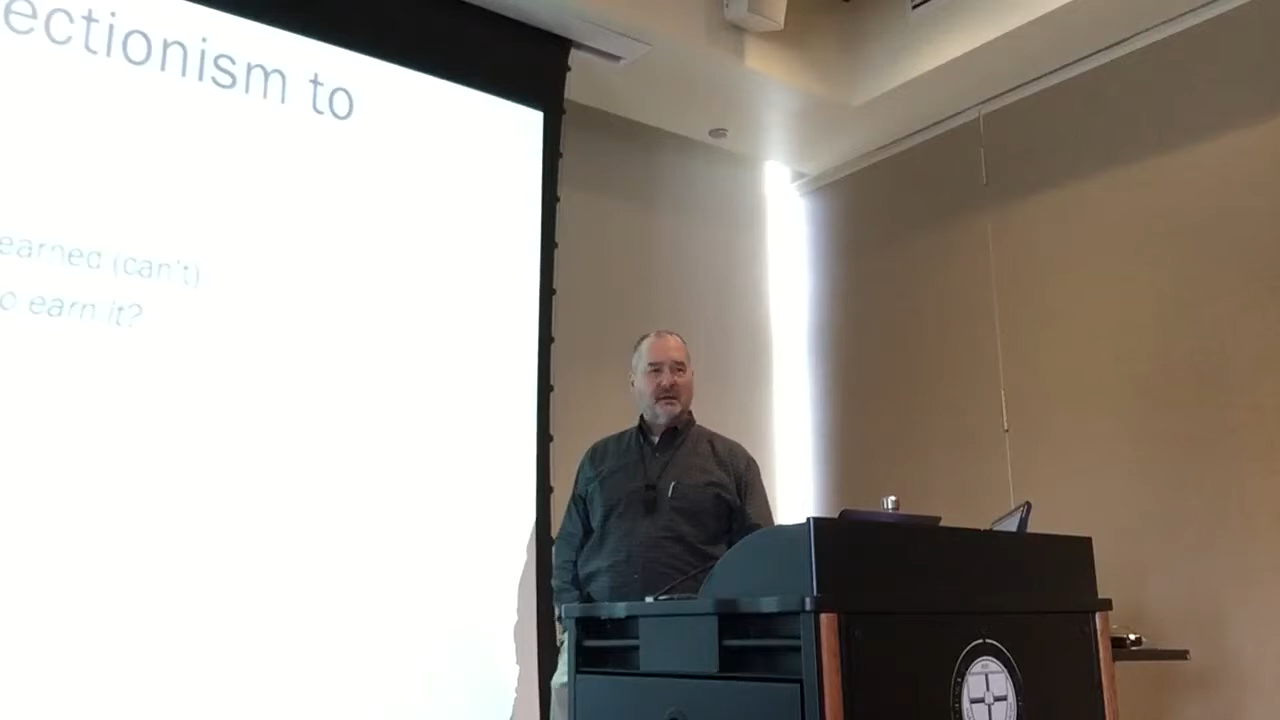 ectionism to
earned (can't)
o earn it?